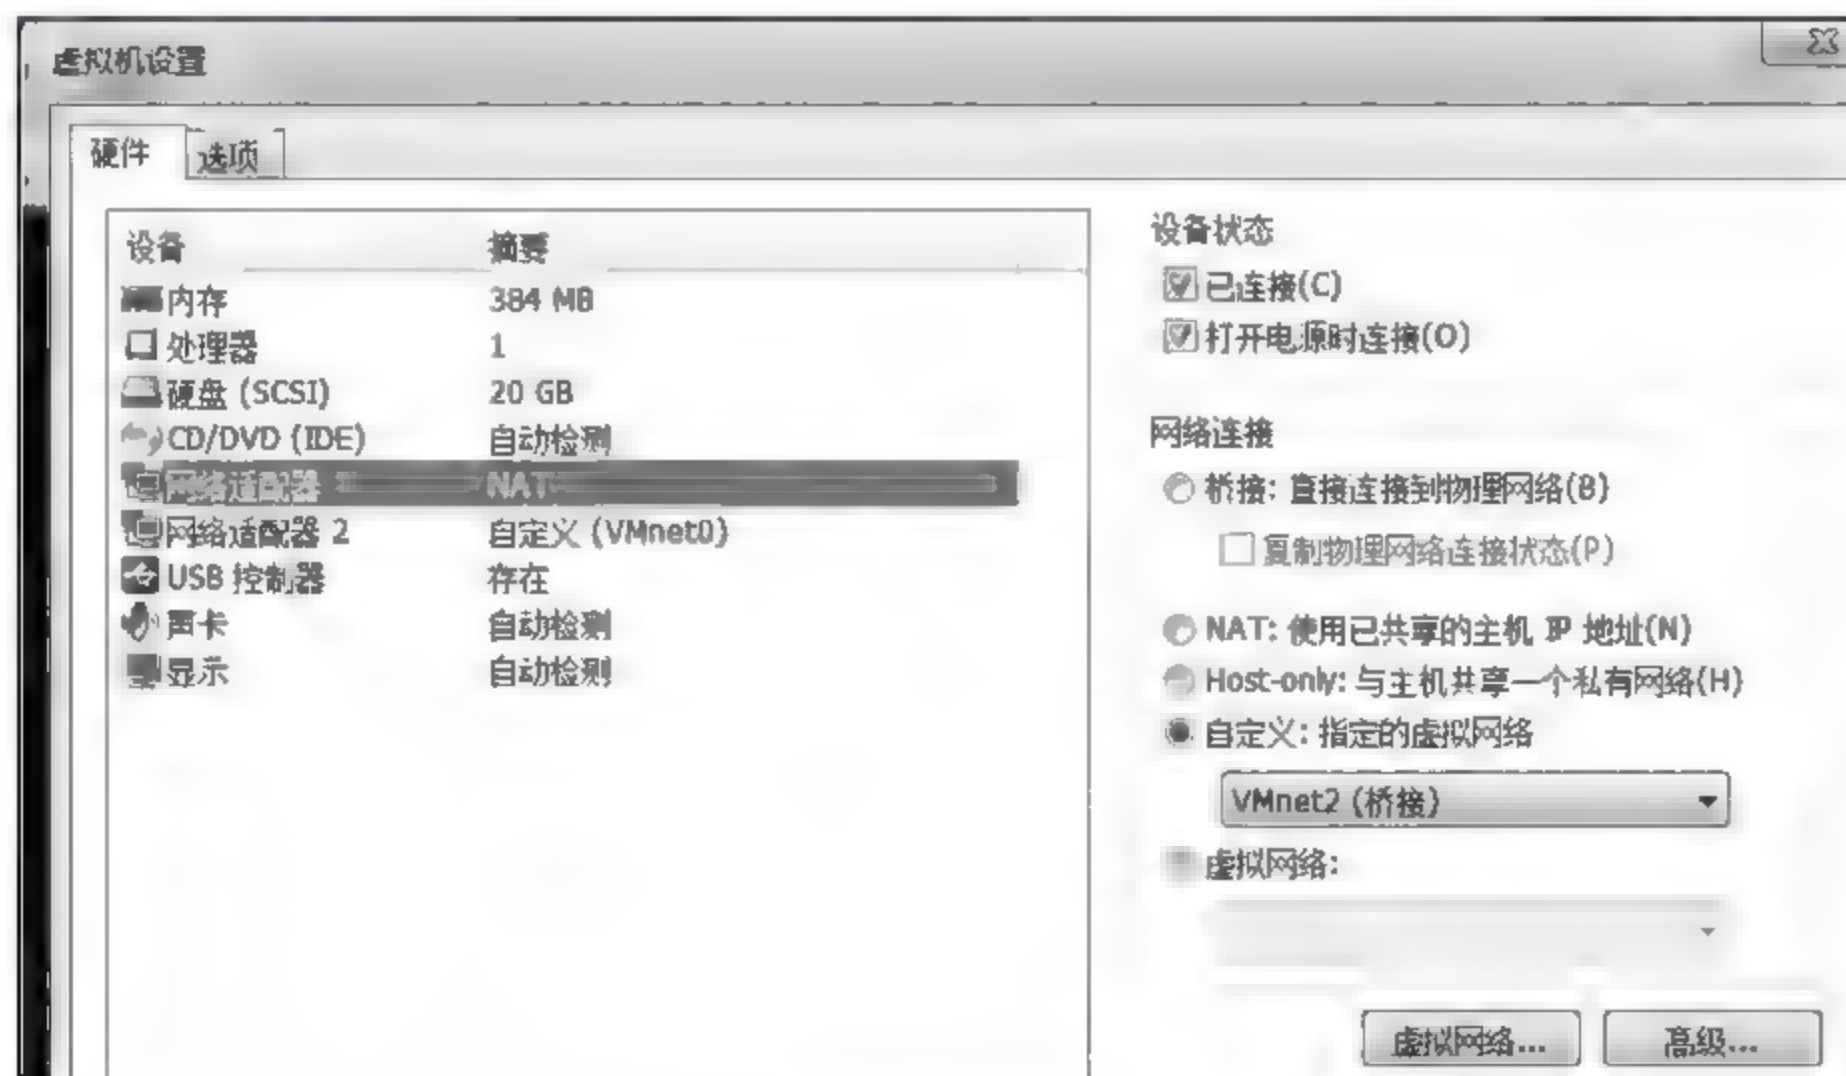 虚拟机设置
硬件
选项
设备 摘要
内存 384 MB
处理器 1
硬盘 (SCSI) 20 GB
CD/DVD (IDE) 自动检测
网络适配器 NAT
网络适配器 2 自定义 (VMnet0)
USB 控制器 存在
声卡 自动检测
显示 自动检测
设备状态
已连接(C)
打开电源时连接(O)
网络连接
桥接: 直接连接到物理网络(B)
复制物理网络连接状态(P)
NAT: 使用已共享的主机 IP 地址(N)
Host-only: 与主机共享一个私有网络(H)
自定义: 指定的虚拟网络
VMnet2 (桥接)
虚拟网络:
虚拟网络...
高级...